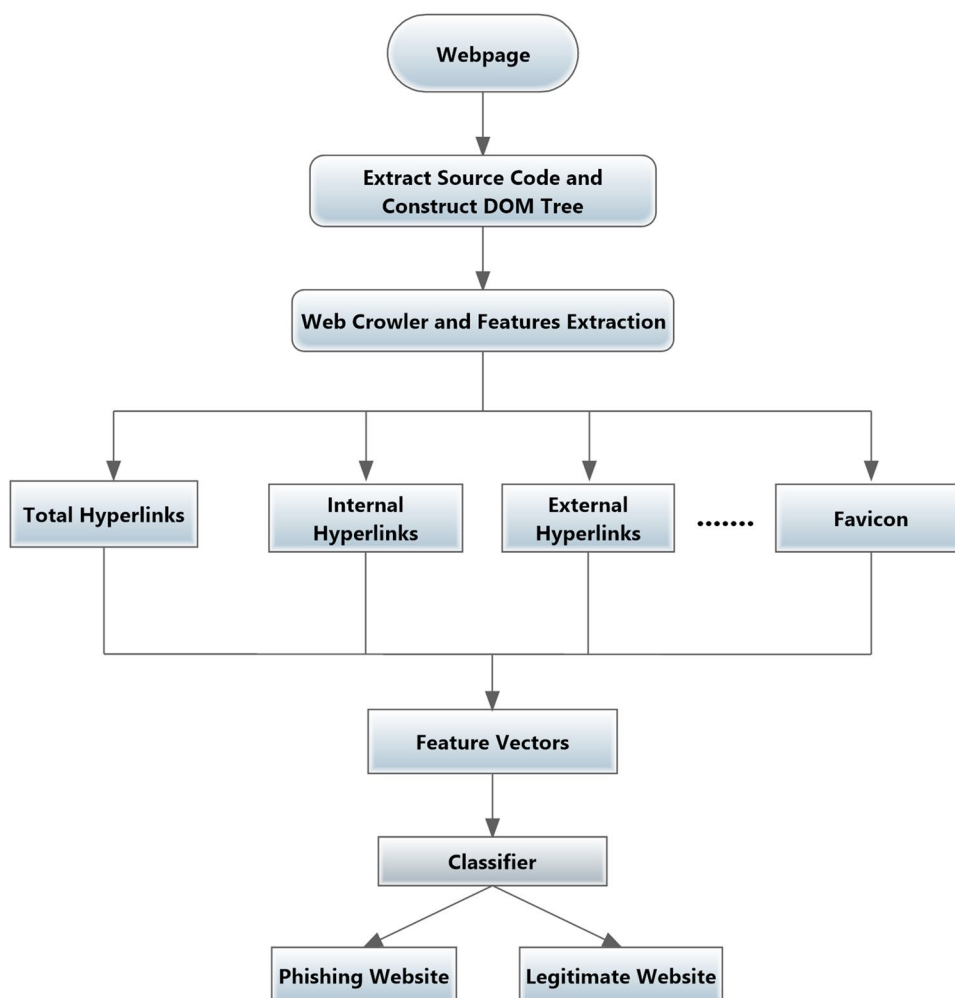 Webpage
Extract Source Code and
Construct DOM Tree
Web Crowler and Features Extraction
Total Hyperlinks
Internal
Hyperlinks
External
Hyperlinks
.......
Favicon
Feature Vectors
Classifier
Phishing Website
Legitimate Website